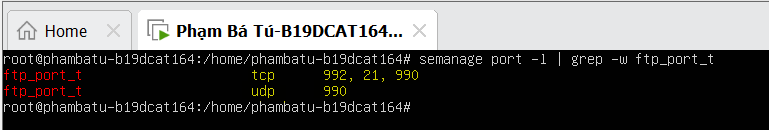 Home
Phạm Bá Tú-B19DCAT164...
root@phambatu-b19dcat164:/home/phambatu-b19dcat164# semanage port -l | grep -w ftp_port_t
ftp_port_t tcp 992, 21, 990
ftp_port_t udp 990
root@phambatu-b19dcat164:/home/phambatu-b19dcat164#